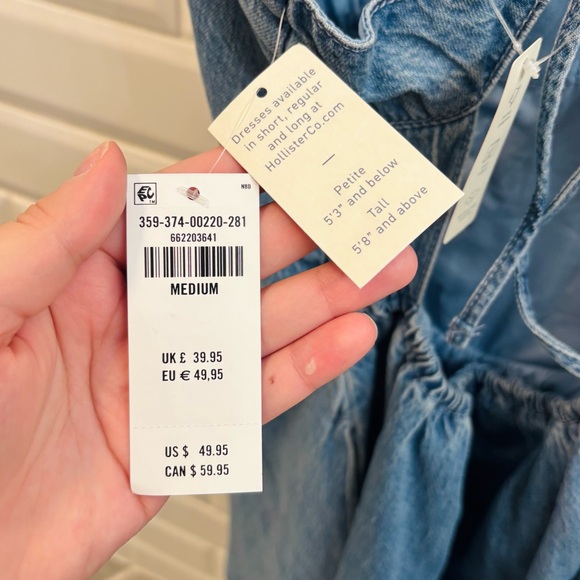 Dresses available
in short, regular
and long at
HollisterCo.com
—
Petite
5'3" and below
Tall
5'8" and above
N80
359-374-00220-281
662203641
MEDIUM
UK £ 39.95
EU € 49,95
US $ 49.95
CAN $ 59.95